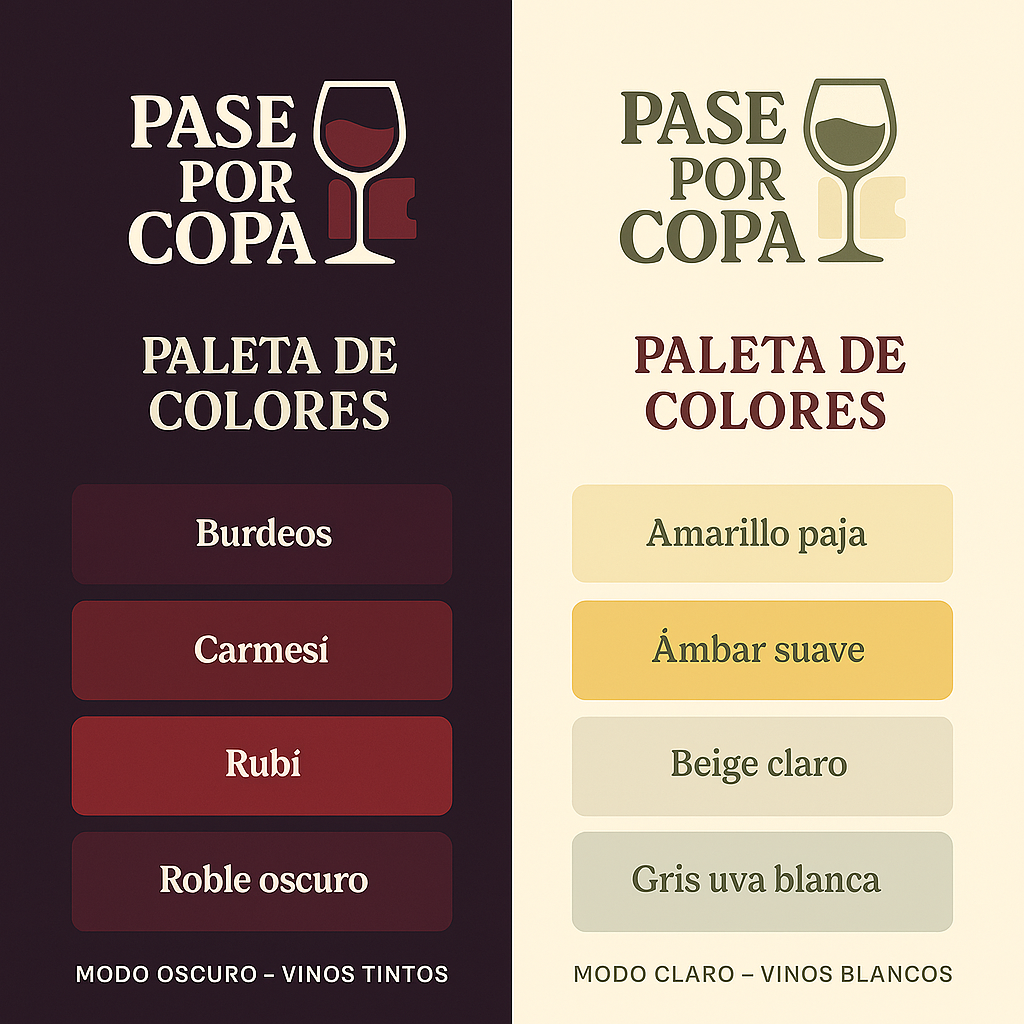 PASE
POR
COPA
PALETA DE
COLORES
Burdeos
Carmesí
Rubí
Roble oscuro
MODO OSCURO – VINOS TINTOS
PASE
POR
COPA
PALETA DE
COLORES
Amarillo paja
Ámbar suave
Beige claro
Gris uva blanca
MODO CLARO – VINOS BLANCOS